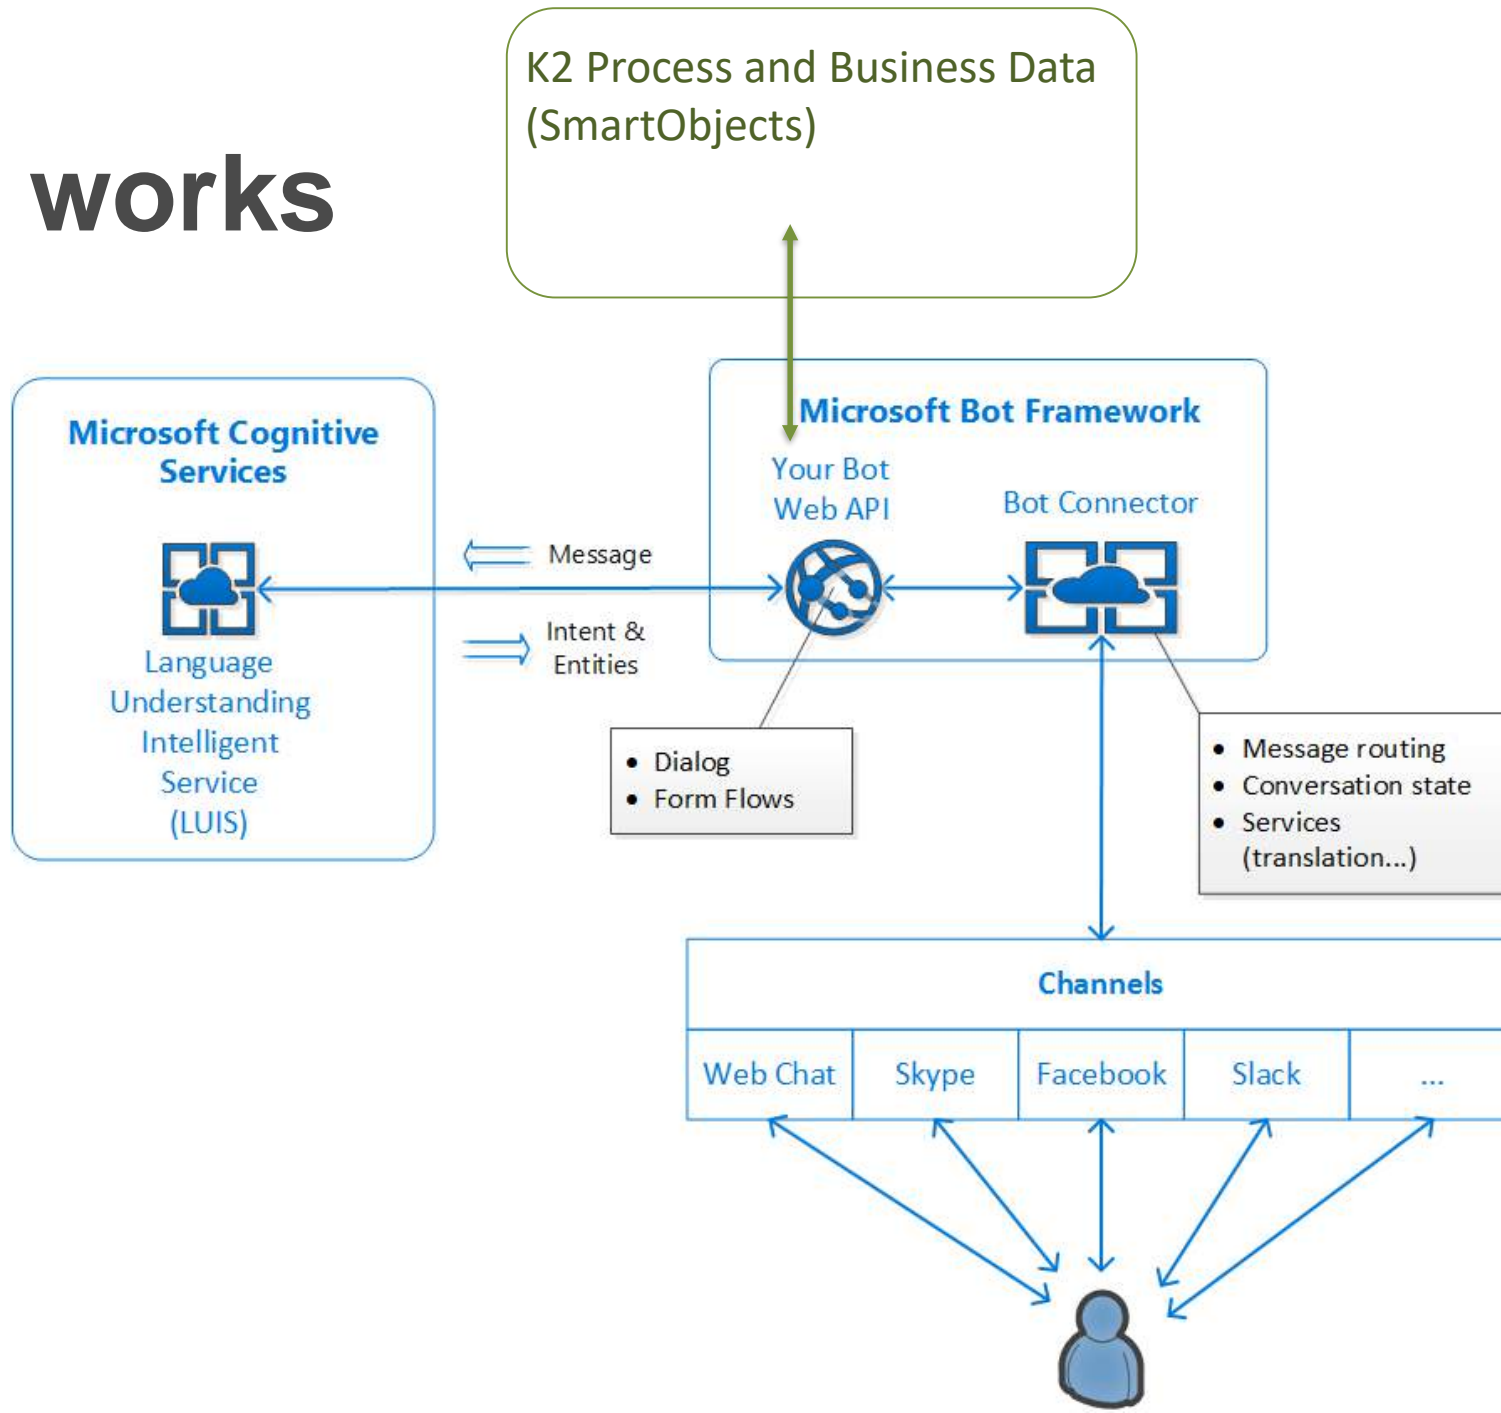 K2 Process and Business Data
(SmartObjects)
works
Microsoft Cognitive
Services
Language
Understanding
Intelligent
Service
(LUIS)
Message
Intent &
Entities
Microsoft Bot Framework
Your Bot
Web API
Bot Connector
• Dialog
• Form Flows
• Message routing
• Conversation state
• Services
(translation...)
Channels
Web Chat
Skype
Facebook
Slack
...